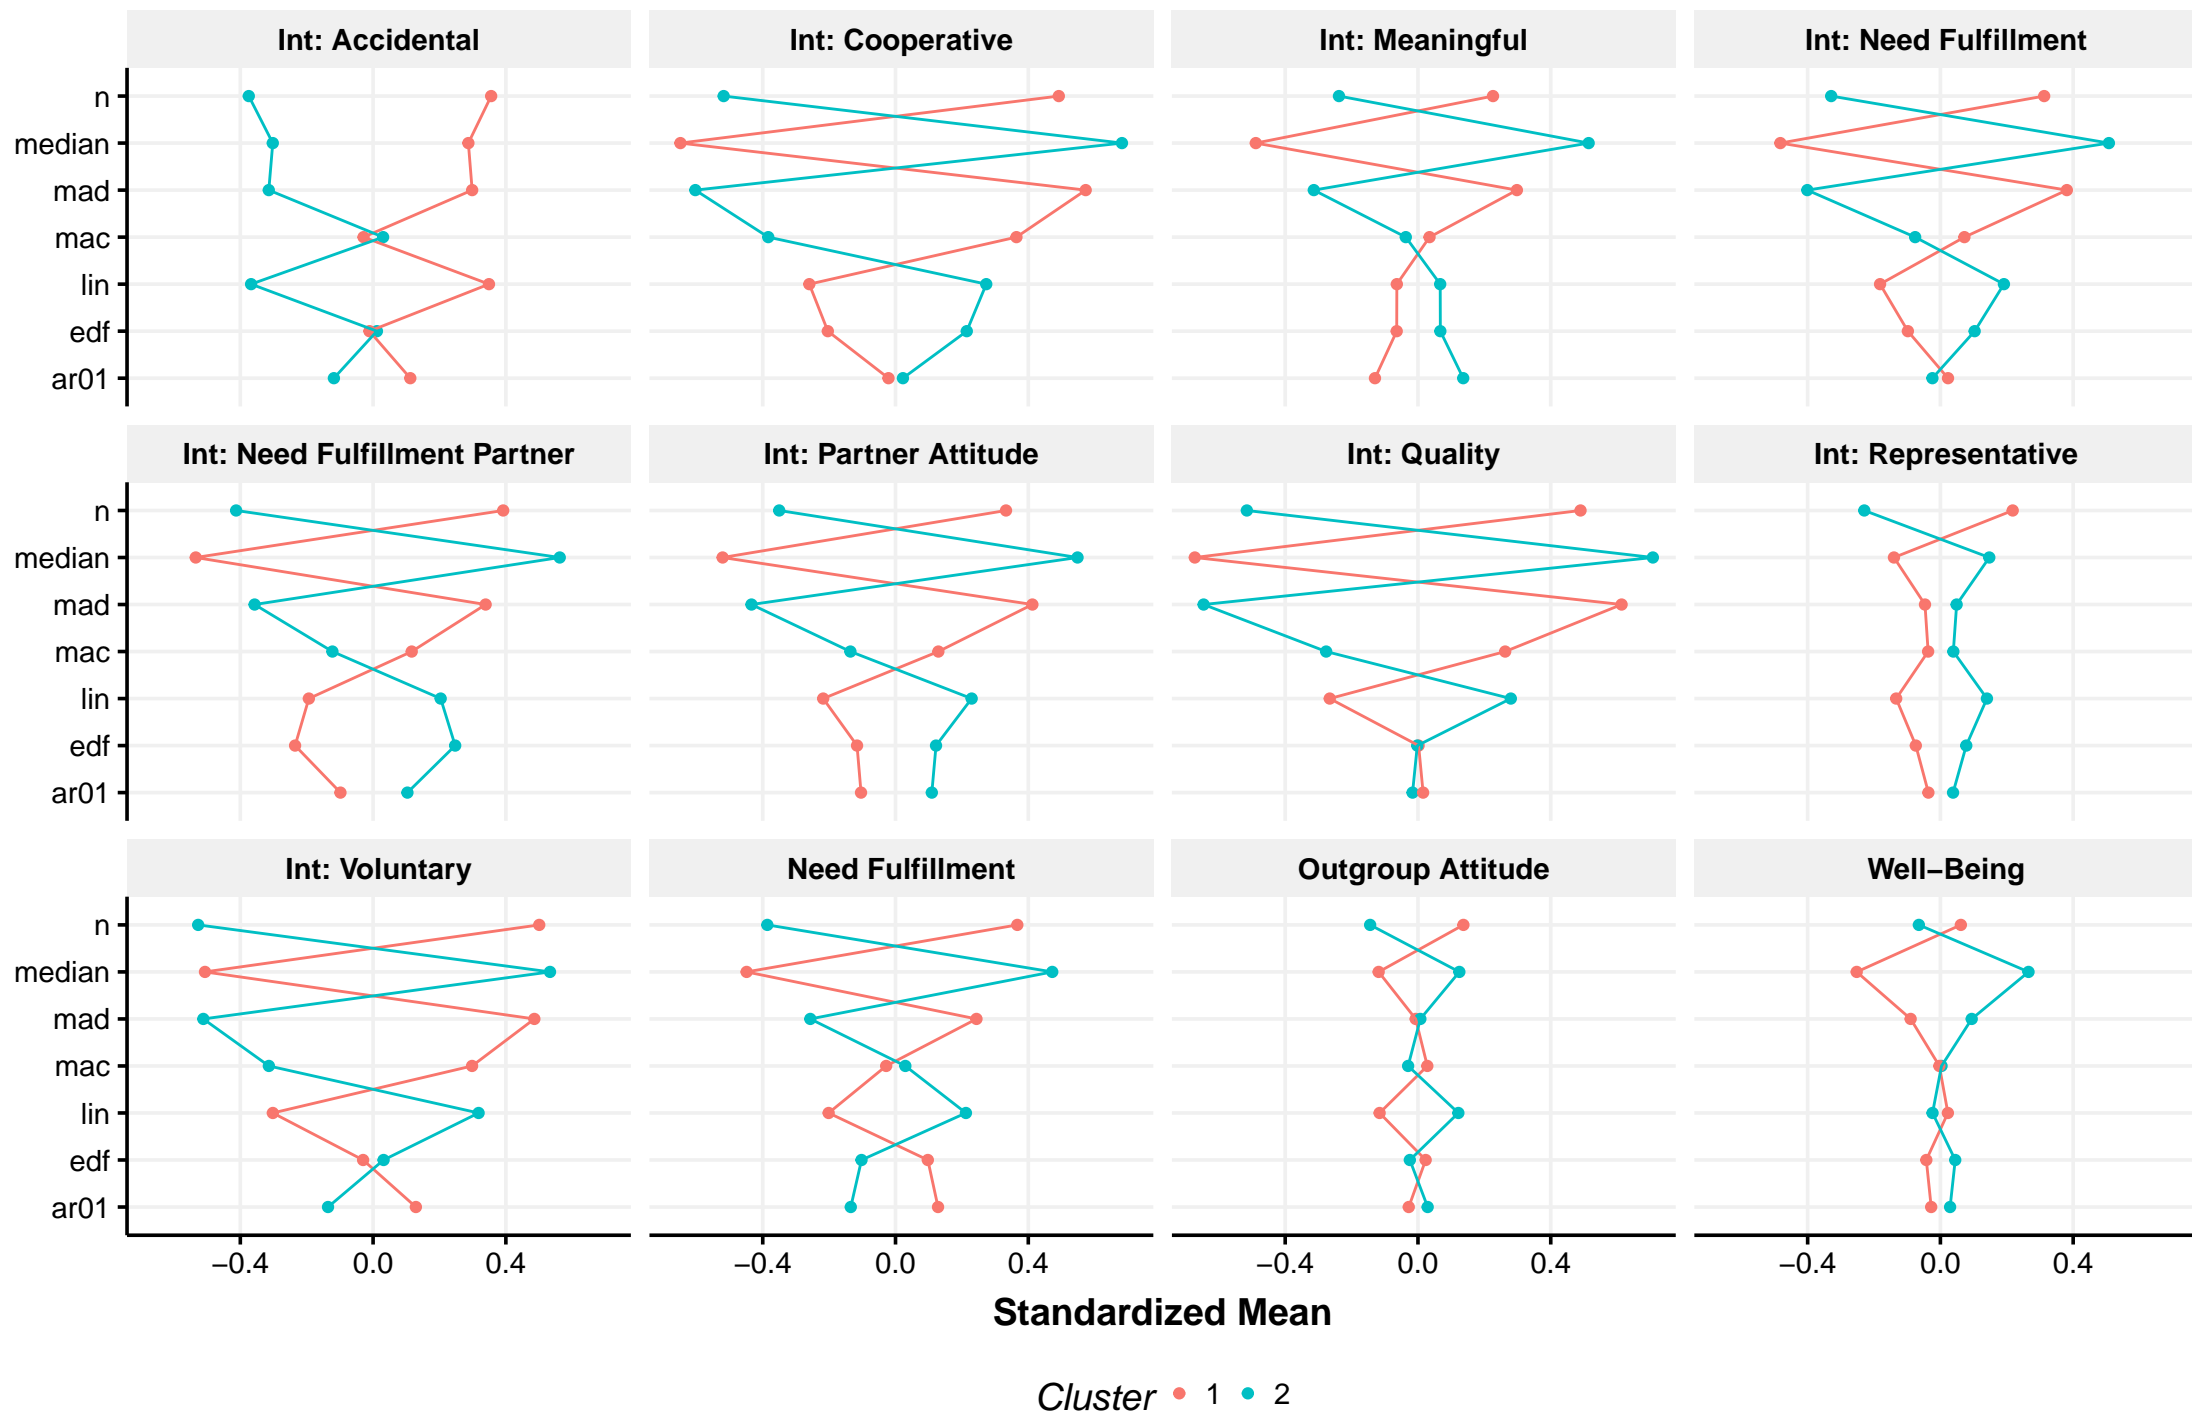 Int: Accidental Int: Cooperative Int: Meaningful Int: Need Fulfillment
n
median
mad
mac
lin
edf
ar01
Int: Need Fulfillment Partner Int: Partner Attitude Int: Quality Int: Representative
n
median
mad
mac
lin
edf
ar01
Int: Voluntary Need Fulfillment Outgroup Attitude Well−Being
n
median
mad
mac
lin
edf
ar01
−0.4 0.0 0.4 −0.4 0.0 0.4 −0.4 0.0 0.4 −0.4 0.0 0.4
Standardized Mean
Cluster 1 2